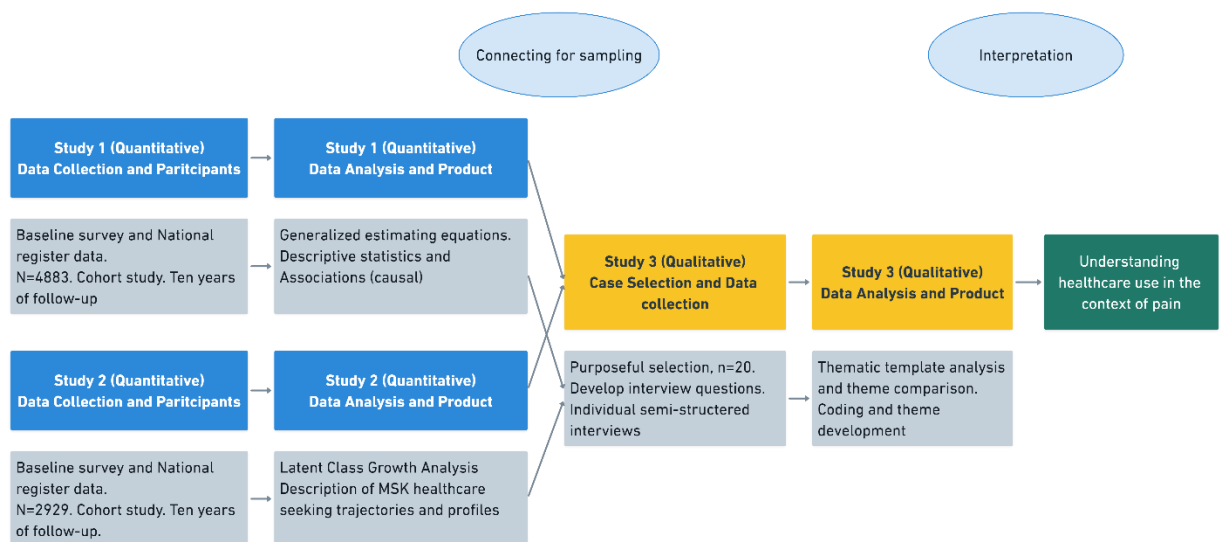 Connecting for sampling
Interpretation
Study 1 (Quantitative)
Data Collection and Paritcipants
Study 1 (Quantitative)
Data Analysis and Product
Baseline survey and National
register data.
N=4883. Cohort study. Ten years
of follow-up
Generalized estimating equations.
Descriptive statistics and
Associations (causal)
Study 2 (Quantitative)
Data Collection and Paritcipants
Study 2 (Quantitative)
Data Analysis and Product
Baseline survey and National
register data.
N=2929. Cohort study. Ten years
of follow-up.
Latent Class Growth Analysis
Description of MSK healthcare
seeking trajectories and profiles
Study 3 (Qualitative)
Case Selection and Data
collection
Study 3 (Qualitative)
Data Analysis and Product
Understanding
healthcare use in the
context of pain
Purposeful selection, n=20.
Develop interview questions.
Individual semi-structered
interviews
Thematic template analysis
and theme comparison.
Coding and theme
development